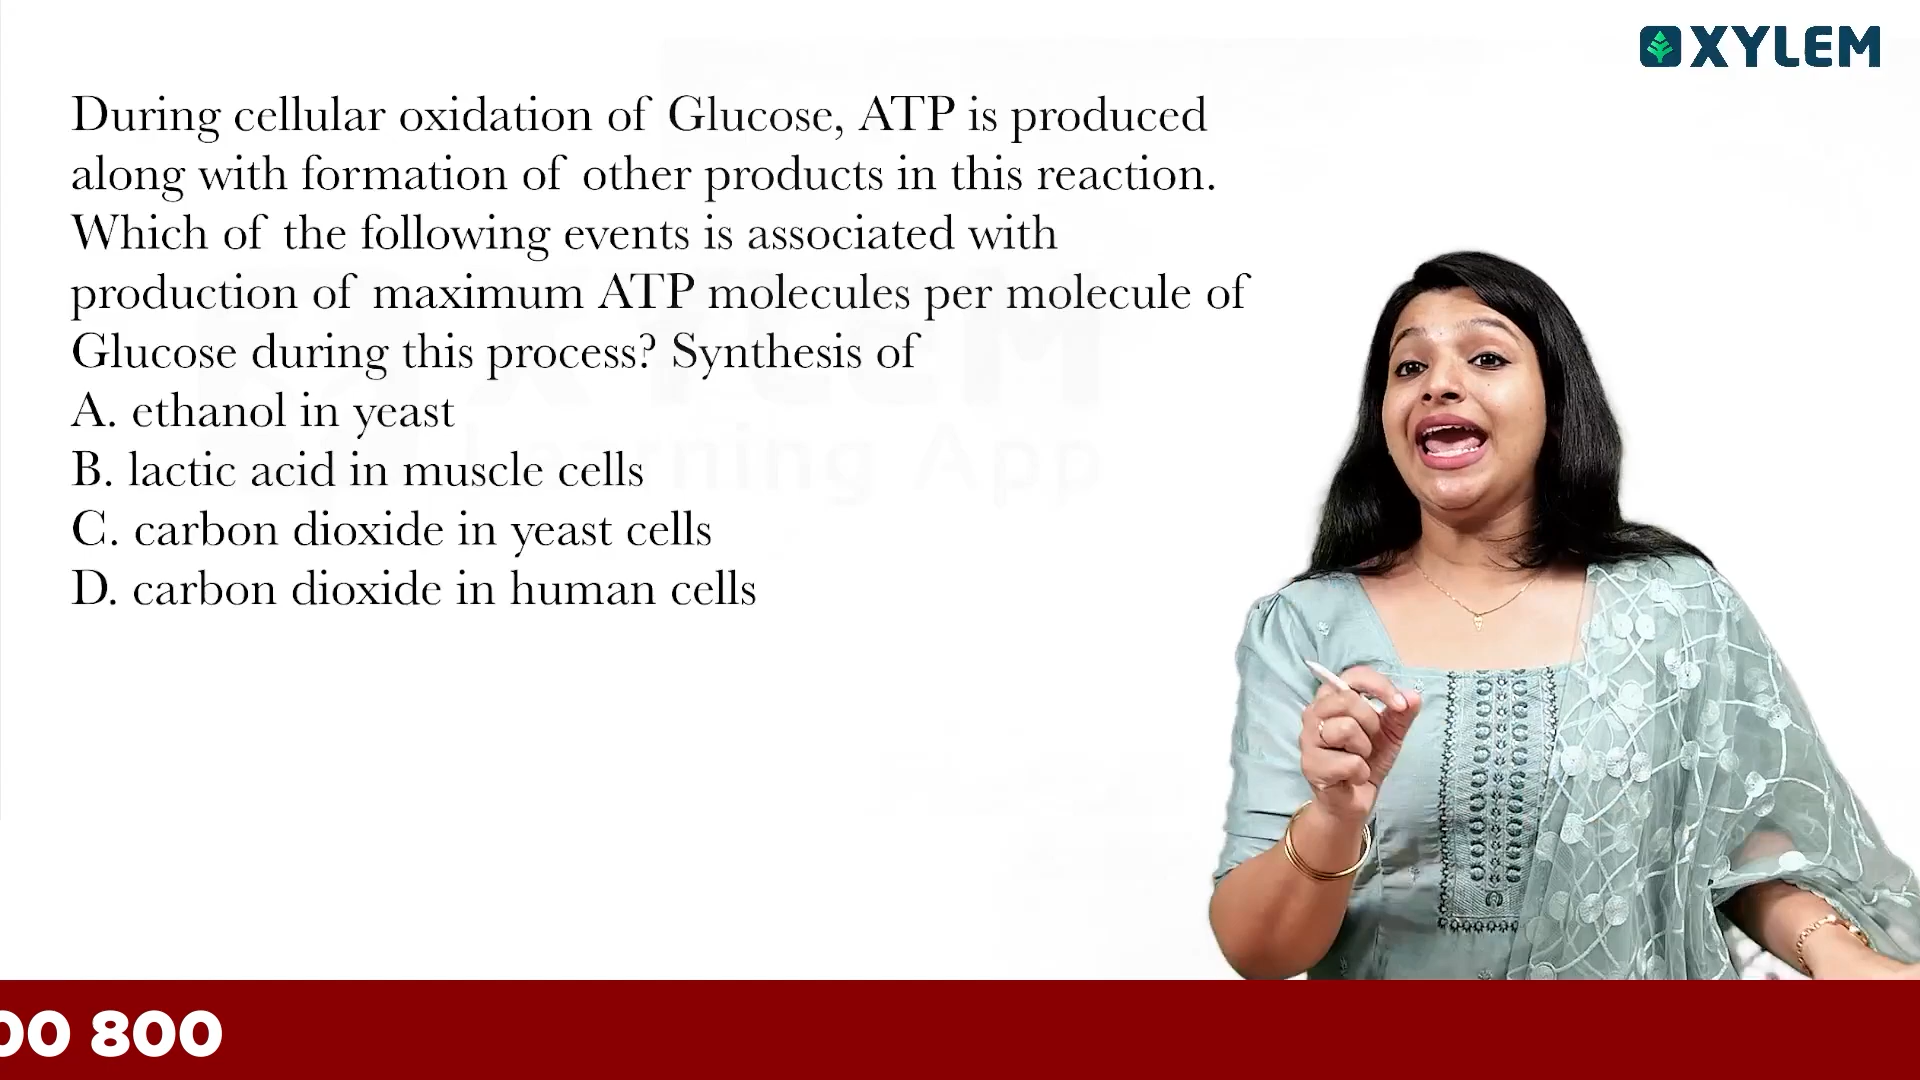 XYLEM
During cellular oxidation of Glucose, ATP is produced
along with formation of other products in this reaction.
Which of the following events is associated with
production of maximum ATP molecules per molecule of
Glucose during this process? Synthesis of
A. ethanol in yeast
B. lactic acid in muscle cells
C. carbon dioxide in yeast cells
D. carbon dioxide in human cells
XYLEM
Learning App
00 800